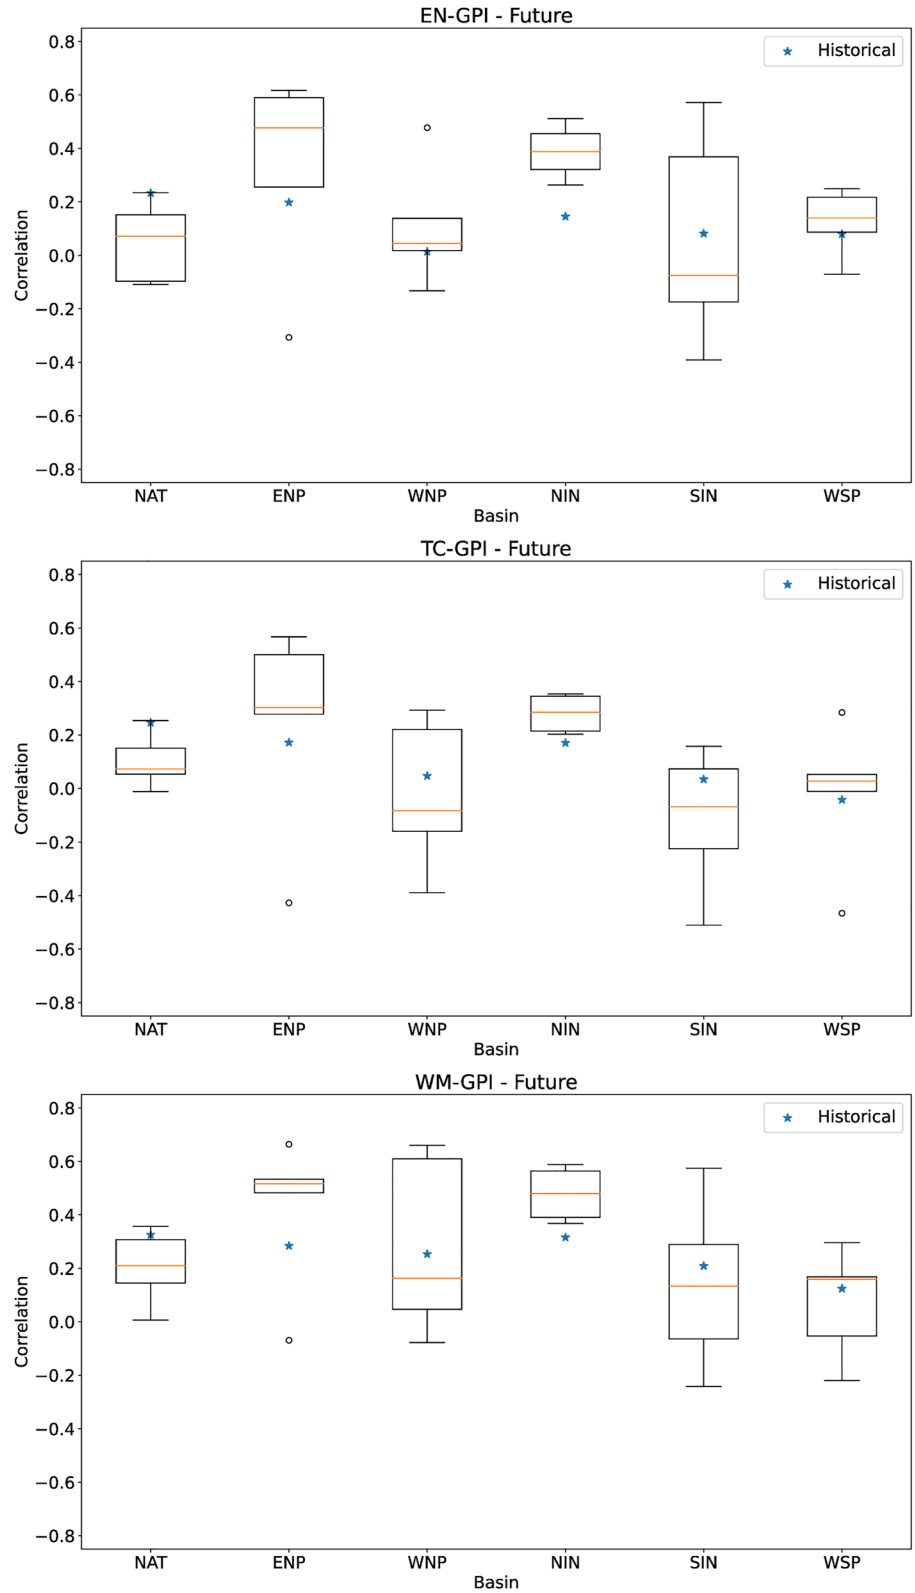 EN-GPI - Future
Historical
0.8
0.6
0.4
0.2
0.0
−0.2
−0.4
−0.6
−0.8
Correlation
NAT ENP WNP NIN SIN WSP
Basin
TC-GPI - Future
Historical
0.8
0.6
0.4
0.2
0.0
−0.2
−0.4
−0.6
−0.8
Correlation
NAT ENP WNP NIN SIN WSP
Basin
WM-GPI - Future
Historical
0.8
0.6
0.4
0.2
0.0
−0.2
−0.4
−0.6
−0.8
Correlation
NAT ENP WNP NIN SIN WSP
Basin